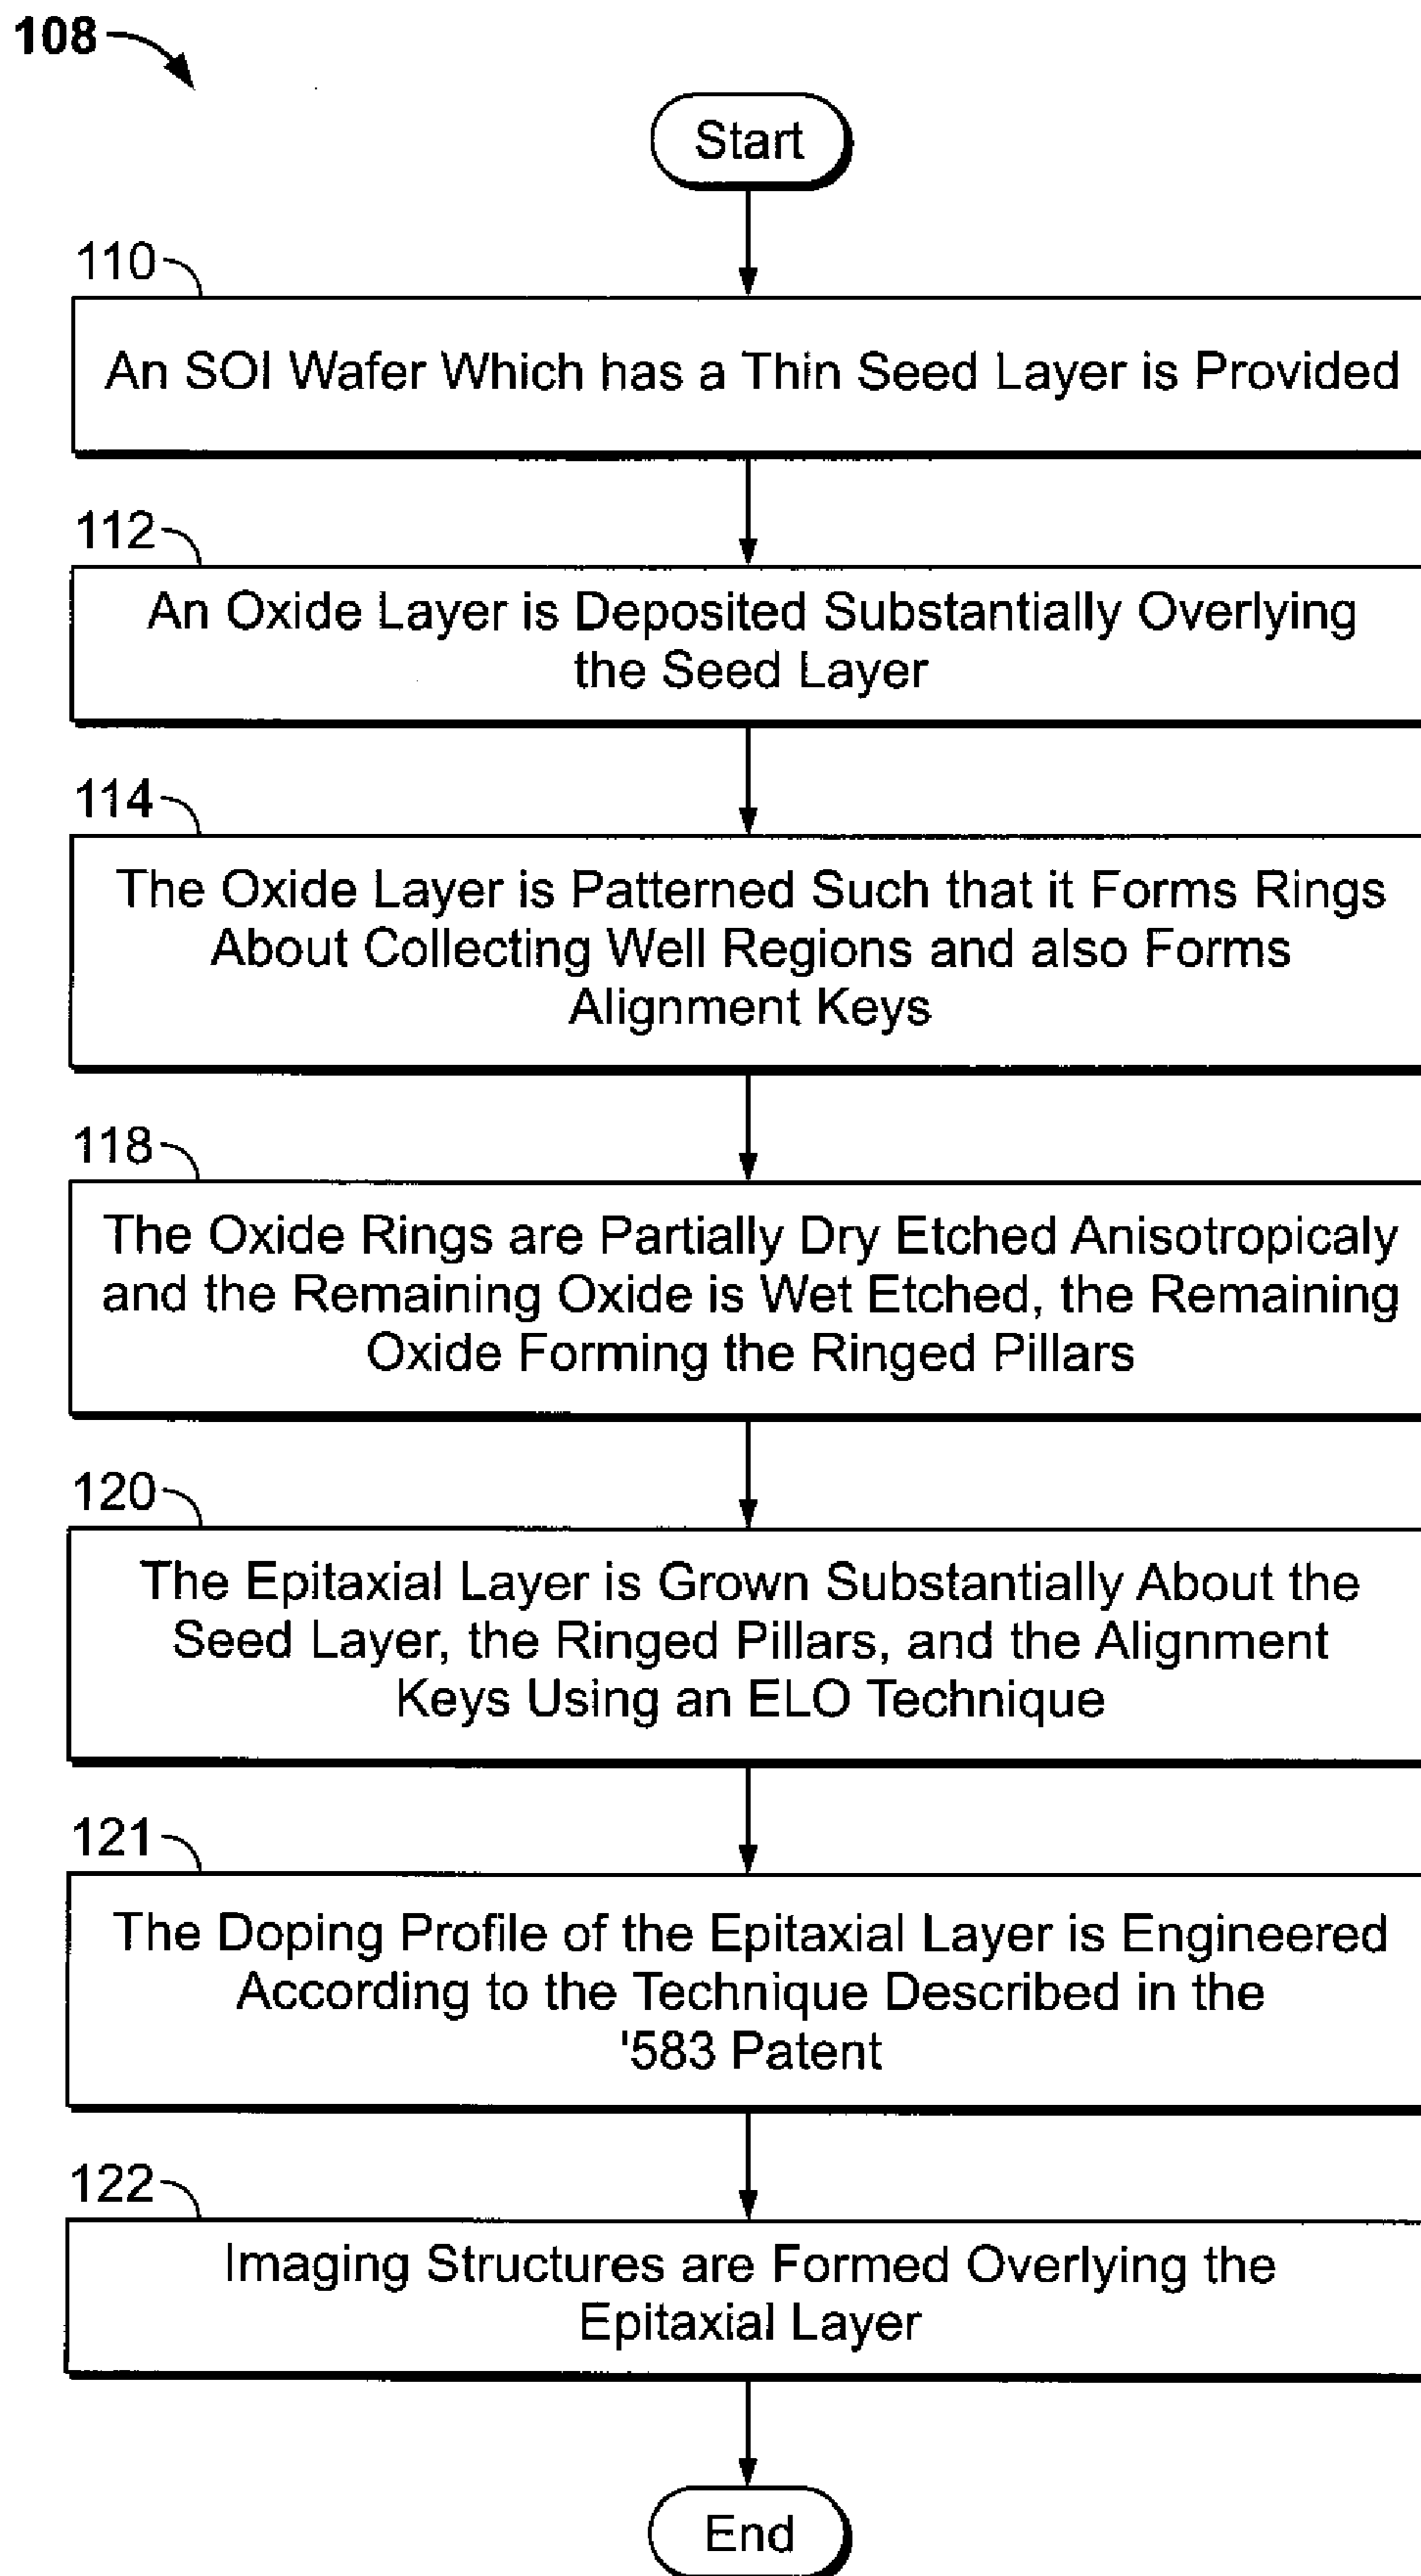 108
Start
110
An SOI Wafer Which has a Thin Seed Layer is Provided
112
An Oxide Layer is Deposited Substantially Overlying
the Seed Layer
114
The Oxide Layer is Patterned Such that it Forms Rings
About Collecting Well Regions and also Forms
Alignment Keys
118
The Oxide Rings are Partially Dry Etched Anisotropicaly
and the Remaining Oxide is Wet Etched, the Remaining
Oxide Forming the Ringed Pillars
120
The Epitaxial Layer is Grown Substantially About the
Seed Layer, the Ringed Pillars, and the Alignment
Keys Using an ELO Technique
121
The Doping Profile of the Epitaxial Layer is Engineered
According to the Technique Described in the
'583 Patent
122
Imaging Structures are Formed Overlying the
Epitaxial Layer
End